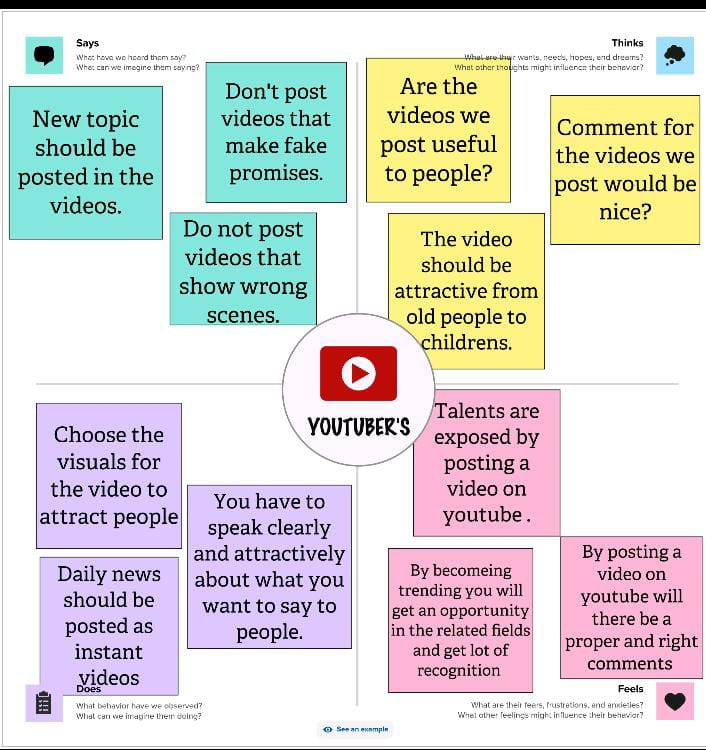 Says
What have we heard them say?
What can we imagine them saying?
New topic
should be
posted in the
videos.
Don't post
videos that
make fake
promises.
Do not post
videos that
show wrong
scenes.
Thinks
What are their wants, needs, hopes, and dreams?
What other thoughts might influence their behavior?
Are the
videos we
post useful
to people?
Comment for
the videos we
post would be
nice?
The video
should be
attractive from
old people to
childrens.
YOUTUBER'S
Choose the
visuals for
the video to
attract people
You have to
speak clearly
and attractively
about what you
want to say to
people.
Daily news
should be
posted as
instant
videos
Does
What behavior have we observed?
What can we imagine them doing?
Talents are
exposed by
posting a
video on
youtube .
By becomeing
trending you will
get an opportunity
in the related fields
and get lot of
recognition
By posting a
video on
youtube will
there be a
proper and right
comments
Feels
What are their fears, frustrations, and anxieties?
What other feelings might influence their behavior?
See an example